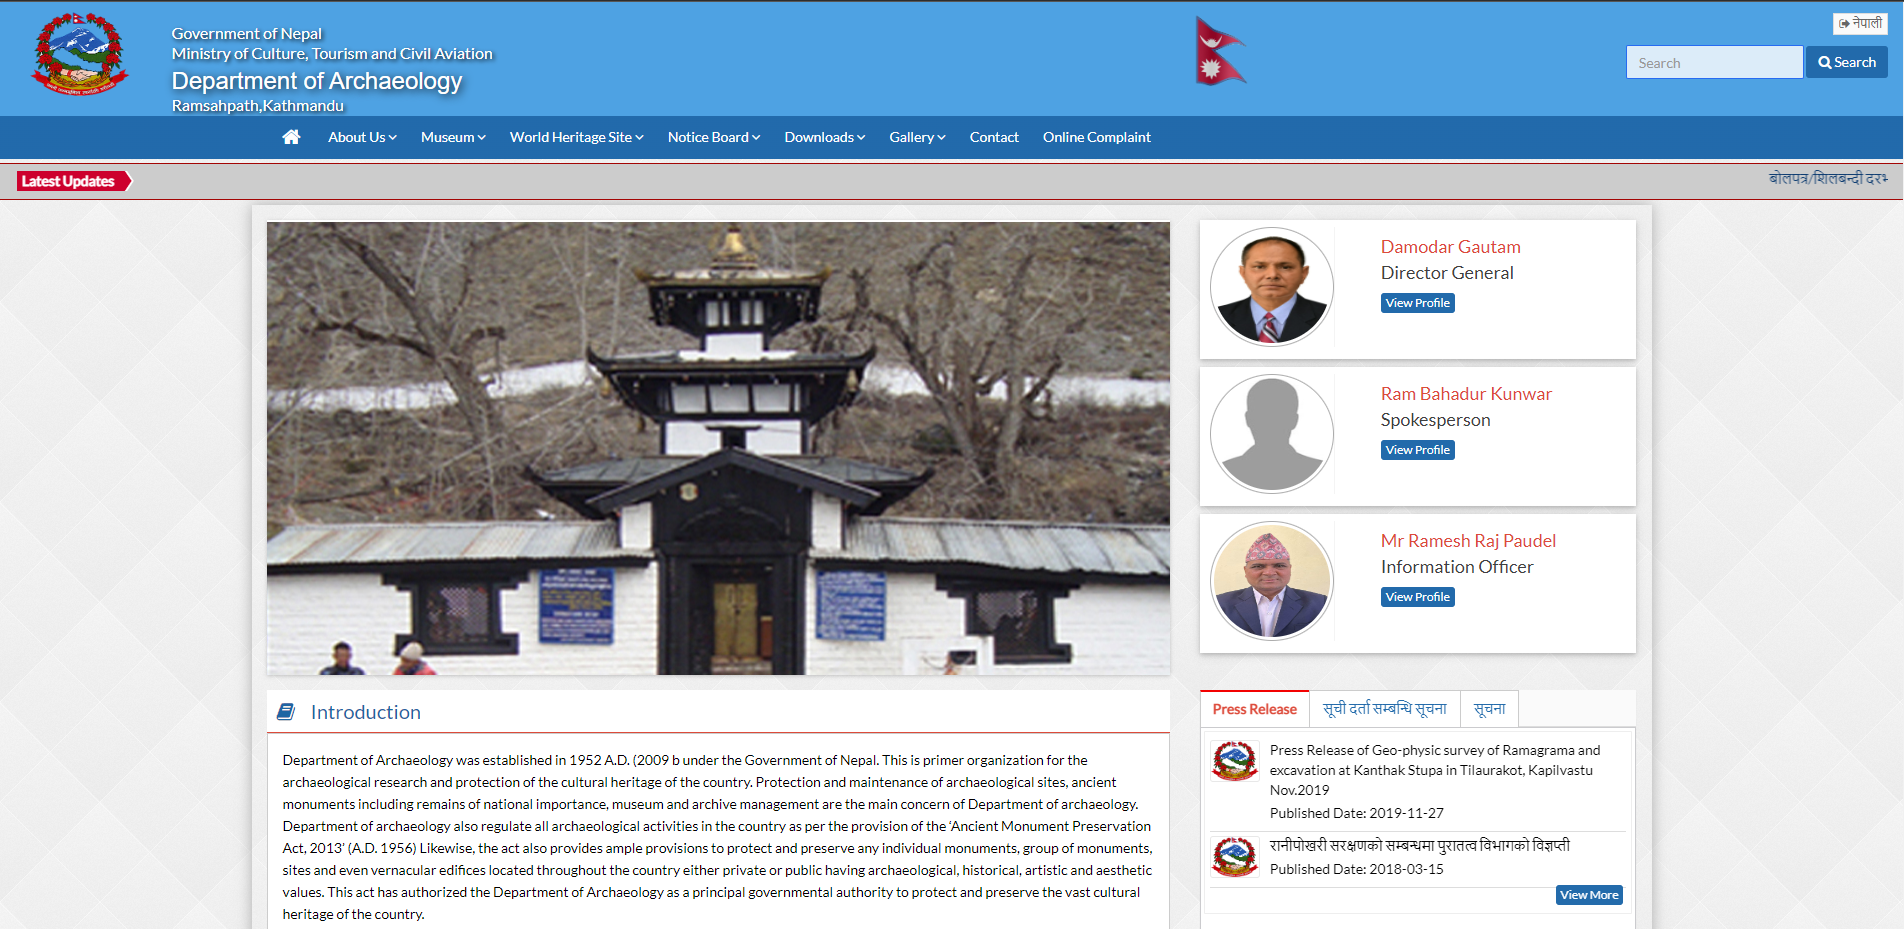 Government of Nepal
Ministry of Culture, Tourism and Civil Aviation
Department of Archaeology
Ramsahpath,Kathmandu
नेपाली
Search
Search
About Us
Museum
World Heritage Site
Notice Board
Downloads
Gallery
Contact
Online Complaint
Latest Updates
बोलपत्र/शिलबन्दी
Damodar Gautam
Director General
View Profile
Ram Bahadur Kunwar
Spokesperson
View Profile
Mr Ramesh Raj Paudel
Information Officer
View Profile
Introduction
Department of Archaeology was established in 1952 A.D. (2009 b under the Government of Nepal. This is primer organization for the
archaeological research and protection of the cultural heritage of the country. Protection and maintenance of archaeological sites, ancient
monuments including remains of national importance, museum and archive management are the main concern of Department of archaeology.
Department of archaeology also regulate all archaeological activities in the country as per the provision of the ‘Ancient Monument Preservation
Act, 2013’ (A.D. 1956) Likewise, the act also provides ample provisions to protect and preserve any individual monuments, group of monuments,
sites and even vernacular edifices located throughout the country either private or public having archaeological, historical, artistic and aesthetic
values. This act has authorized the Department of Archaeology as a principal governmental authority to protect and preserve the vast cultural
heritage of the country.
Press Release
सूची दर्ता सम्बन्धि सूचना
सूचना
Press Release of Geo-physic survey of Ramagrama and
excavation at Kanthak Stupa in Tilaurakot, Kapilvastu
Nov.2019
Published Date: 2019-11-27
रानीपोखरी सरक्षणको सम्बन्धमा पुरातत्व विभागको विज्ञप्ती
Published Date: 2018-03-15
View More